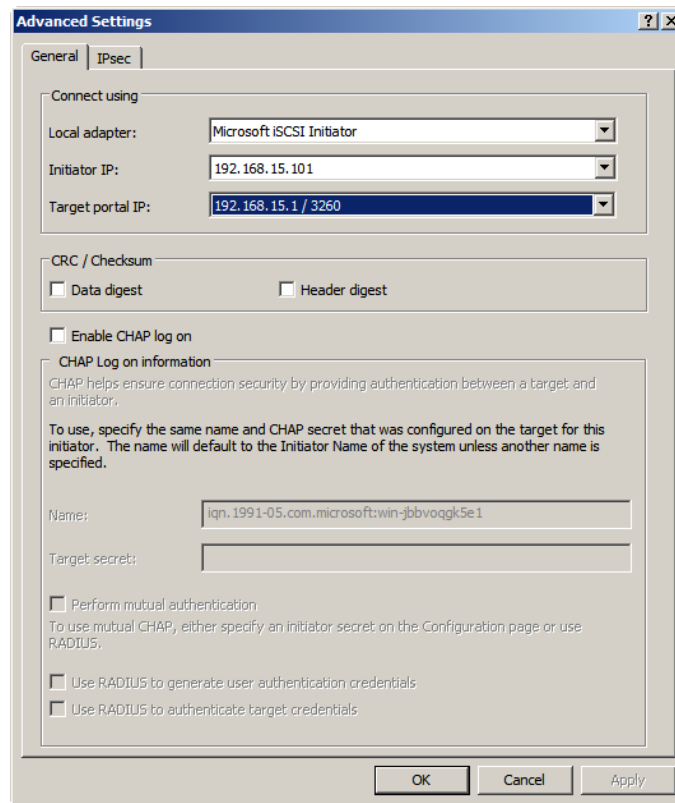 Advanced Settings
General
IPsec
Connect using
Local adapter:
Microsoft iSCSI Initiator
Initiator IP:
192.168.15.101
Target portal IP:
192.168.15.1 / 3260
CRC / Checksum
Data digest
Header digest
Enable CHAP log on
CHAP Log on information
CHAP helps ensure connection security by providing authentication between a target and
an initiator.
To use, specify the same name and CHAP secret that was configured on the target for this
initiator. The name will default to the Initiator Name of the system unless another name is
specified.
Name:
iqn.1991-05.com.microsoft:win-jbbvoqgk5e1
Target secret:
Perform mutual authentication
To use mutual CHAP, either specify an initiator secret on the Configuration page or use
RADIUS.
Use RADIUS to generate user authentication credentials
Use RADIUS to authenticate target credentials
OK
Cancel
Apply